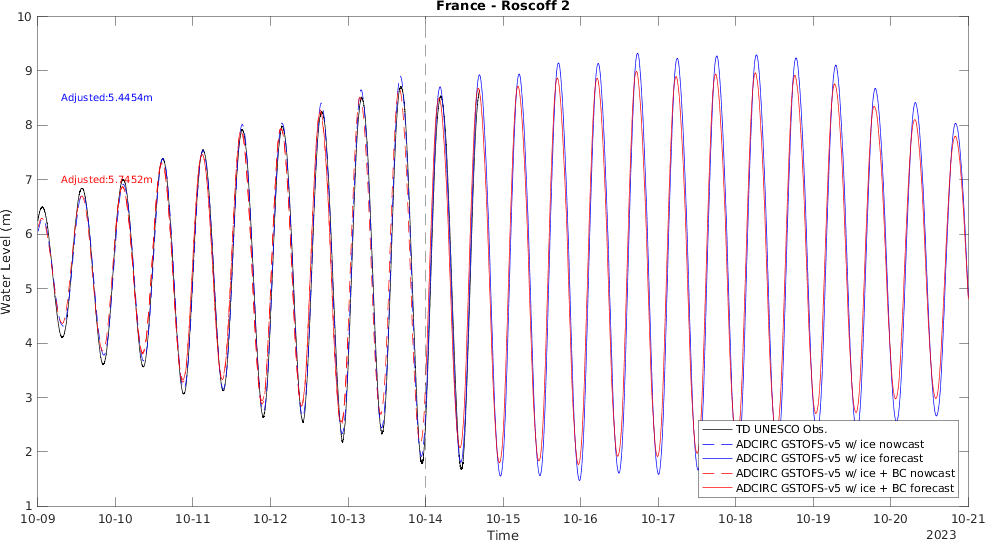 France - Roscoff 2
10
9
8
7
6
5
4
3
2
1
Water Level (m)
Adjusted:5.4454m
Adjusted:5.7452m
TD UNESCO Obs.
ADCIRC GSTOFS-v5 w/ ice nowcast
ADCIRC GSTOFS-v5 w/ ice forecast
ADCIRC GSTOFS-v5 w/ ice + BC nowcast
ADCIRC GSTOFS-v5 w/ ice + BC forecast
10-09 10-10 10-11 10-12 10-13 10-14 10-15 10-16 10-17 10-18 10-19 10-20 10-21
Time
2023